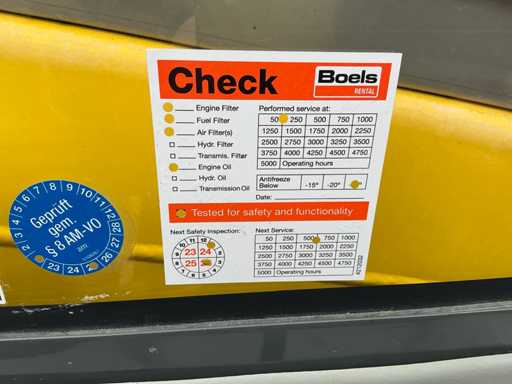 Check
Boels
RENTAL
Engine Filter
Fuel Filter
Air Filter(s)
Hydr. Filter
Transmis. Filter
Engine Oil
Hydr. Oil
Transmission Oil
Performed service at:
50 250 500 750 1000
1250 1500 1750 2000 2250
2500 2750 3000 3250 3500
3750 4000 4250 4500 4750
5000 Operating hours
Antifreeze
Below -15° -20°
Date:
Tested for safety and functionality
Next Safety Inspection:
10 11 12
23 24
25
Next Service:
50 250 500 750 1000
1250 1500 1750 2000 2250
2500 2750 3000 3250 3500
3750 4000 4250 4500 4750
5000 Operating hours
42120202
2 3 4 5 6 7 8 9 10 11 12
Geprüft
gem.
§ 8 AM-VO
23 24 26 27 28